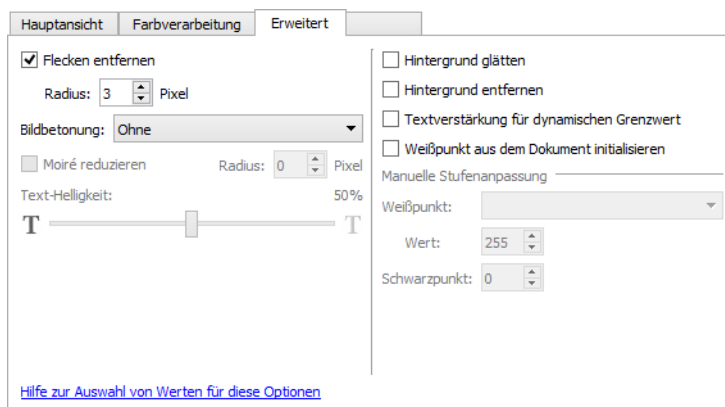 Hauptansicht Farbverarbeitung Erweitert
Flecken entfernen
Radius: 3 Pixel
Bildbetonung: Ohne
Moiré reduzieren Radius: 0 Pixel
Text-Helligkeit: 50%
T T
Hilfe zur Auswahl von Werten für diese Optionen
Hintergrund glätten
Hintergrund entfernen
Textverstärkung für dynamischen Grenzwert
Weißpunkt aus dem Dokument initialisieren
Manuelle Stufenanpassung
Weißpunkt:
Wert: 255
Schwarzpunkt: 0